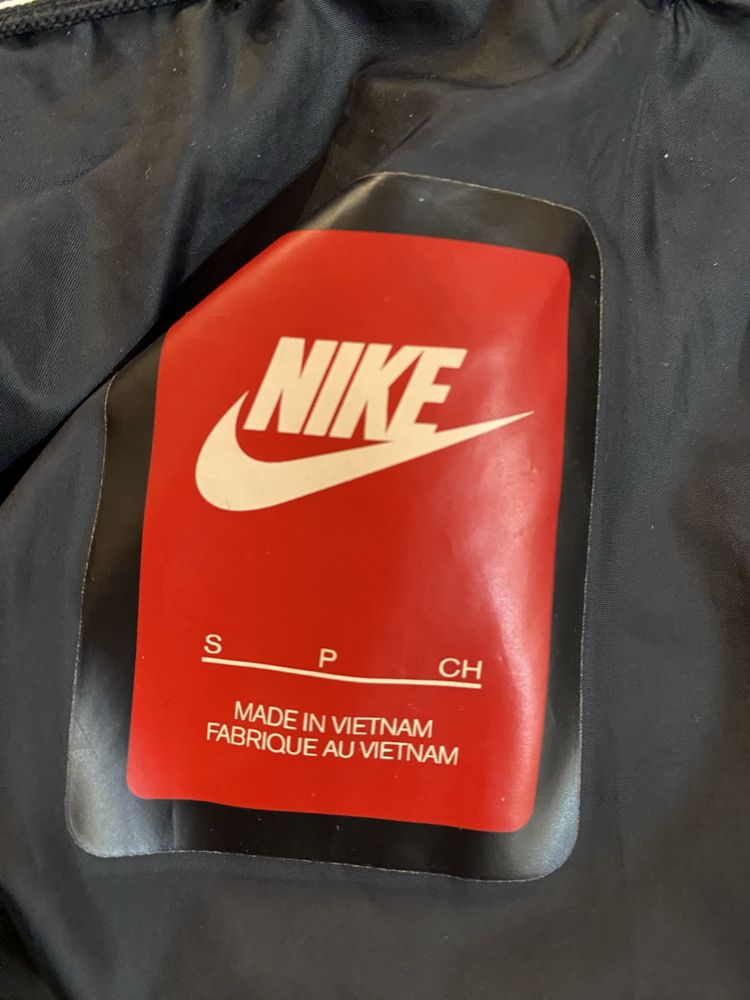 NIKE
S P CH
MADE IN VIETNAM
FABRIQUE AU VIETNAM